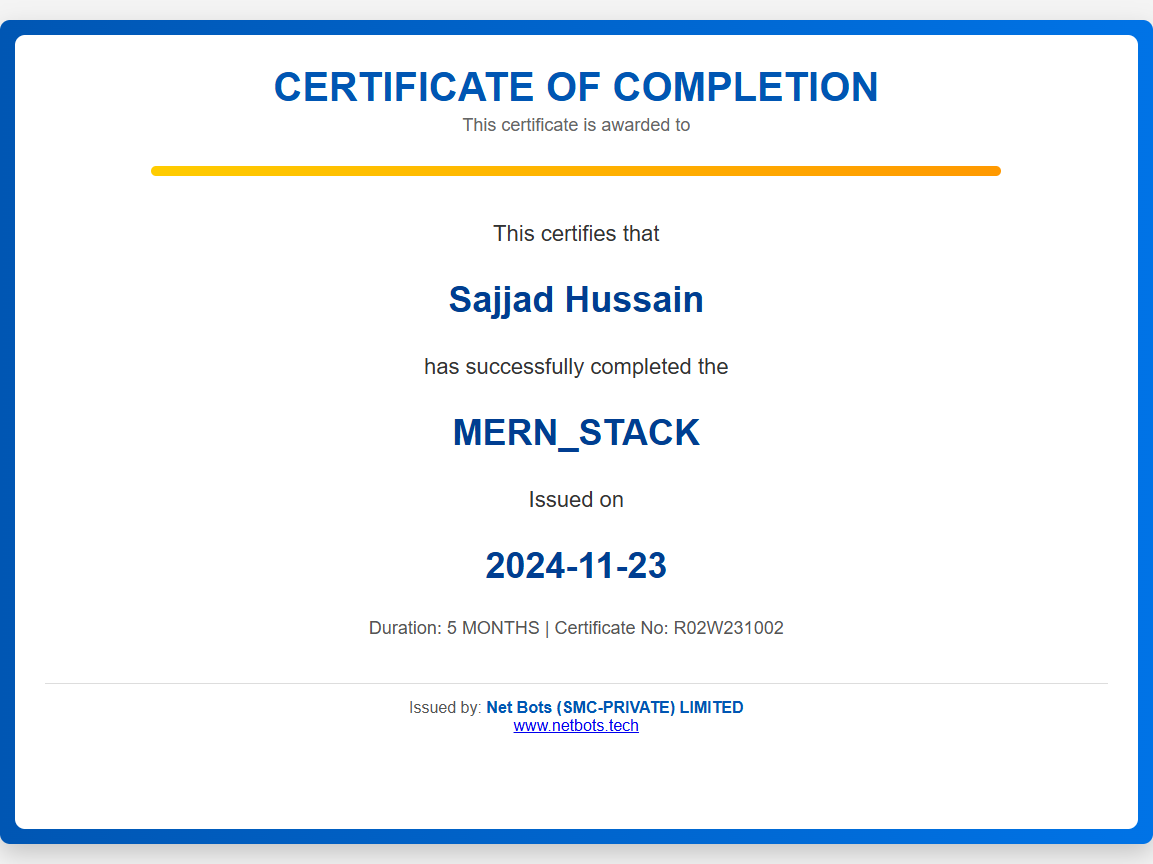 CERTIFICATE OF COMPLETION
This certificate is awarded to
This certifies that
Sajjad Hussain
has successfully completed the
MERN_STACK
Issued on
2024-11-23
Duration: 5 MONTHS | Certificate No: R02W231002
Issued by: Net Bots (SMC-PRIVATE) LIMITED
www.netbots.tech